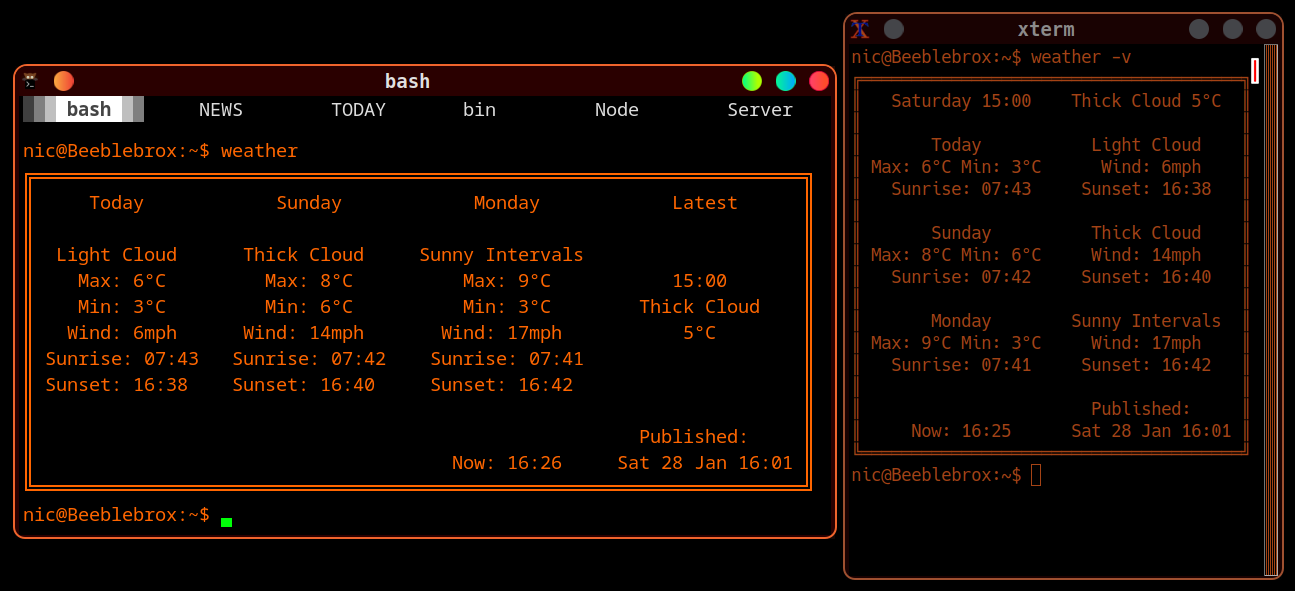 bash
bash NEWS TODAY bin Node Server
nic@Beeblebrox:~$ weather
Today Sunday Monday Latest
Light Cloud Thick Cloud Sunny Intervals
Max: 6°C Max: 8°C Max: 9°C 15:00
Min: 3°C Min: 6°C Min: 3°C Thick Cloud
Wind: 6mph Wind: 14mph Wind: 17mph 5°C
Sunrise: 07:43 Sunrise: 07:42 Sunrise: 07:41
Sunset: 16:38 Sunset: 16:40 Sunset: 16:42
Published:
Now: 16:26 Sat 28 Jan 16:01
nic@Beeblebrox:~$
xterm
nic@Beeblebrox:~$ weather -v
Saturday 15:00 Thick Cloud 5°C
Today Light Cloud
Max: 6°C Min: 3°C Wind: 6mph
Sunrise: 07:43 Sunset: 16:38
Sunday Thick Cloud
Max: 8°C Min: 6°C Wind: 14mph
Sunrise: 07:42 Sunset: 16:40
Monday Sunny Intervals
Max: 9°C Min: 3°C Wind: 17mph
Sunrise: 07:41 Sunset: 16:42
Published:
Now: 16:25 Sat 28 Jan 16:01
nic@Beeblebrox:~$